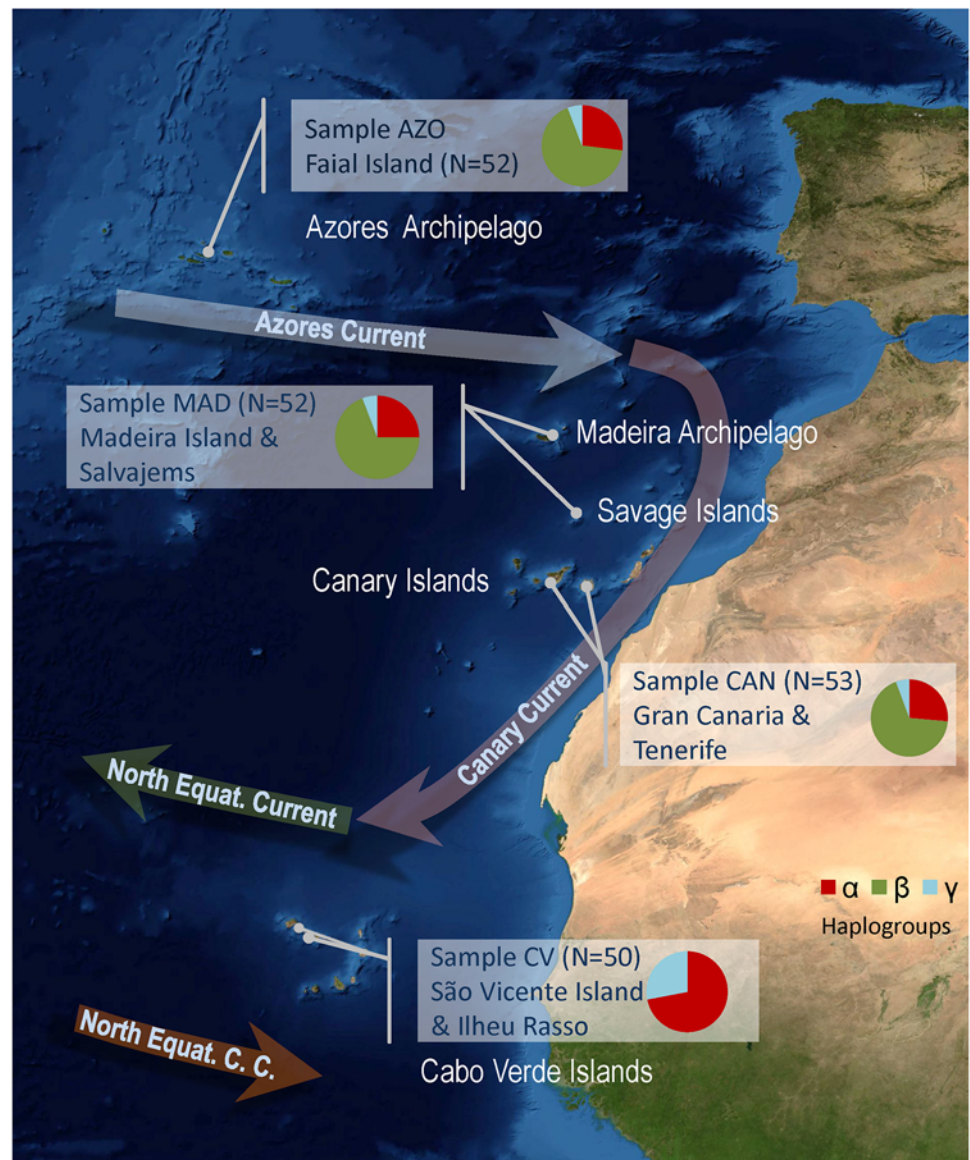 Sample AZO
Faial Island (N=52)
Azores Archipelago
Azores Current
Sample MAD (N=52)
Madeira Island &
Salvajems
Madeira Archipelago
Savage Islands
Canary Islands
Sample CAN (N=53)
Gran Canaria &
Tenerife
Canary Current
North Equat. Current
α β γ
Haplogroups
Sample CV (N=50)
São Vicente Island
& Ilheu Rasso
North Equat. C. C.
Cabo Verde Islands